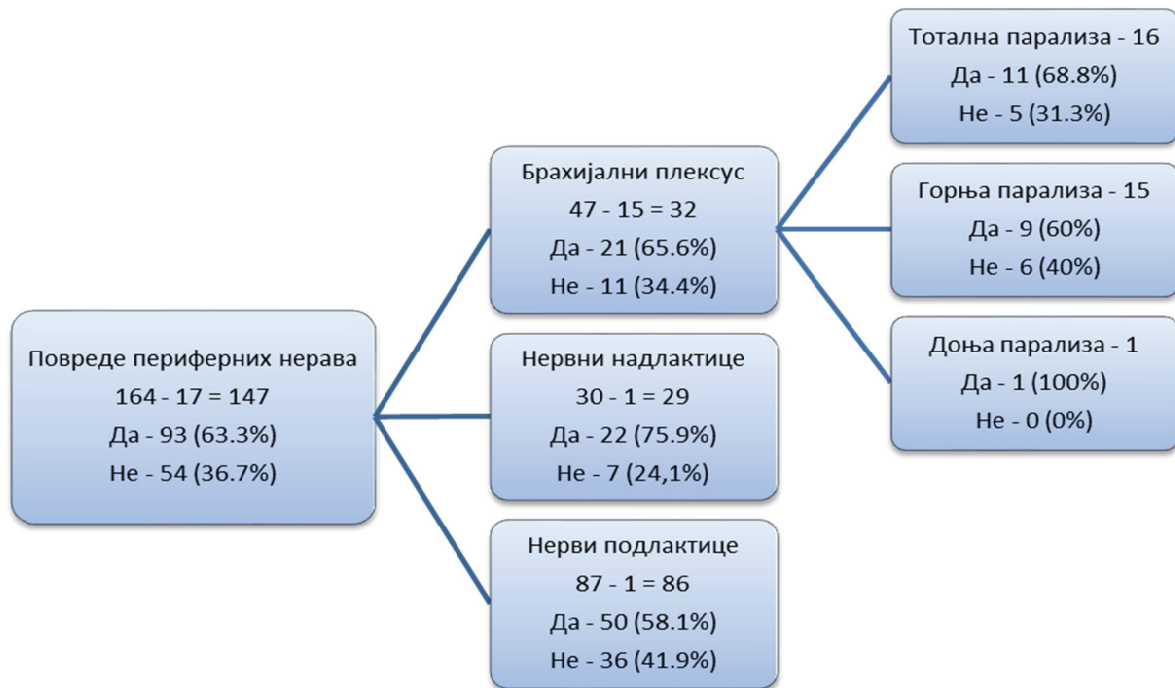 Повреде периферних нерава
164 - 17 = 147
Да - 93 (63.3%)
Не - 54 (36.7%)
Брахијални плексус
47 - 15 = 32
Да - 21 (65.6%)
Не - 11 (34.4%)
Нервни надлактице
30 - 1 = 29
Да - 22 (75.9%)
Не - 7 (24,1%)
Нерви подлактице
87 - 1 = 86
Да - 50 (58.1%)
Не - 36 (41.9%)
Тотална парализа - 16
Да - 11 (68.8%)
Не - 5 (31.3%)
Горња парализа - 15
Да - 9 (60%)
Не - 6 (40%)
Доња парализа - 1
Да - 1 (100%)
Не - 0 (0%)